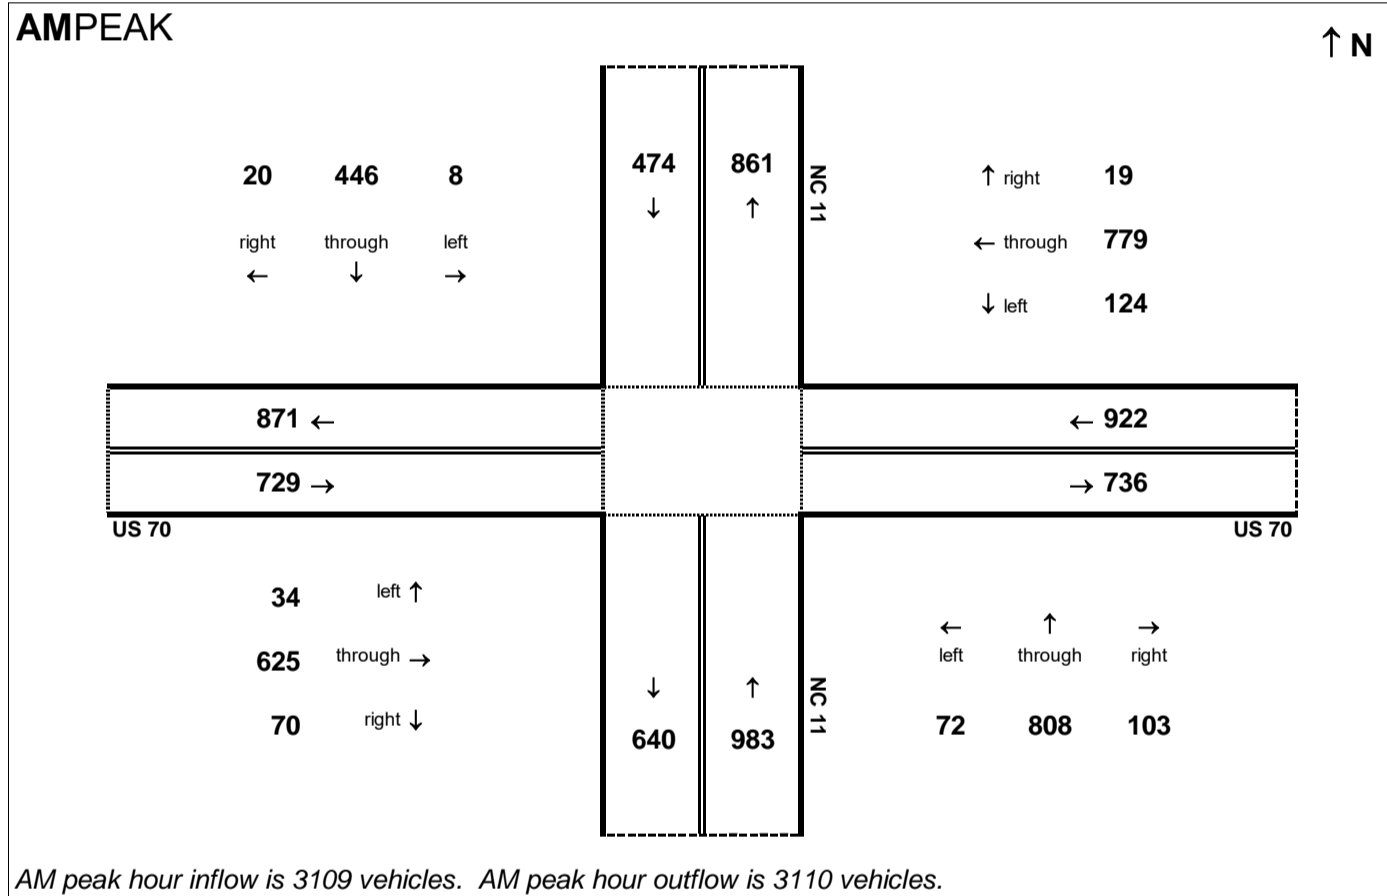 AMPEAK
↑ N
474 861
NC 11
20 446 8
right through left
← ↓ →
↓ ↑
↑ right 19
← through 779
↓ left 124
871 ←
← 922
729 →
→ 736
US 70
US 70
34 left ↑
625 through →
70 right ↓
↓ ↑
640 983
NC 11
← ↑ →
left through right
72 808 103
AM peak hour inflow is 3109 vehicles. AM peak hour outflow is 3110 vehicles.